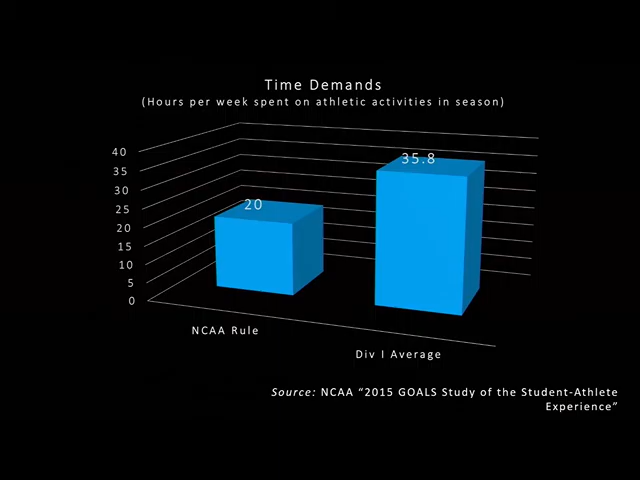 Time Demands
(Hours per week spent on athletic activities in season)
40
35
30
25
20
15
10
5
0
20
35.8
NCAA Rule
Div I Average
Source: NCAA “2015 GOALS Study of the Student-Athlete
Experience”